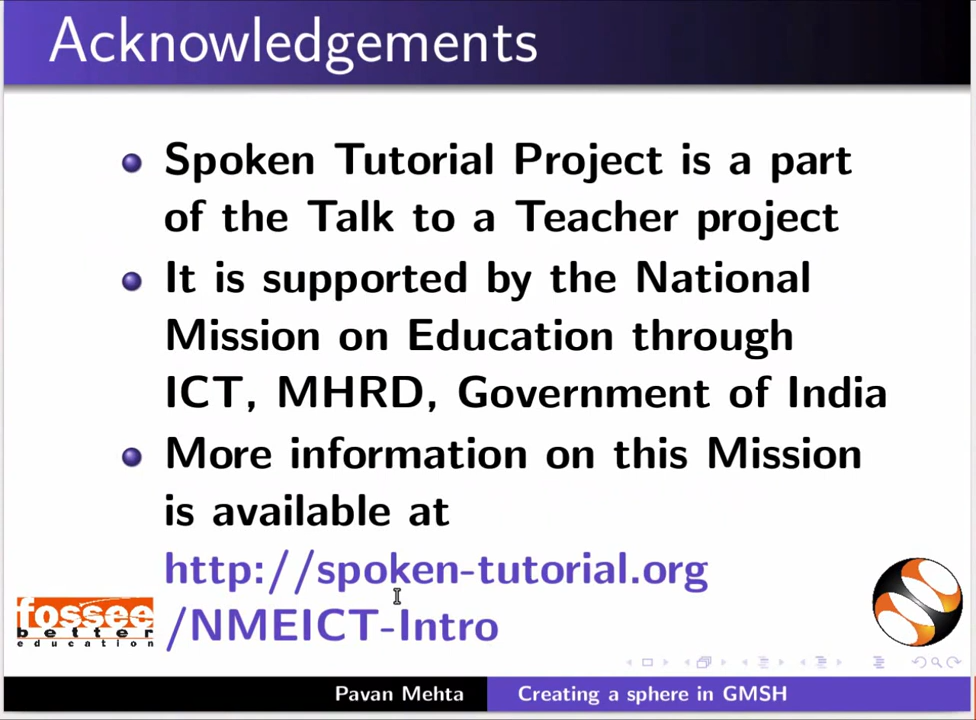 Acknowledgements
Spoken Tutorial Project is a part
of the Talk to a Teacher project
It is supported by the National
Mission on Education through
ICT, MHRD, Government of India
More information on this Mission
is available at
http://spoken-tutorial.org
/NMEICT-Intro
fossee
better
education
Pavan Mehta
Creating a sphere in GMSH